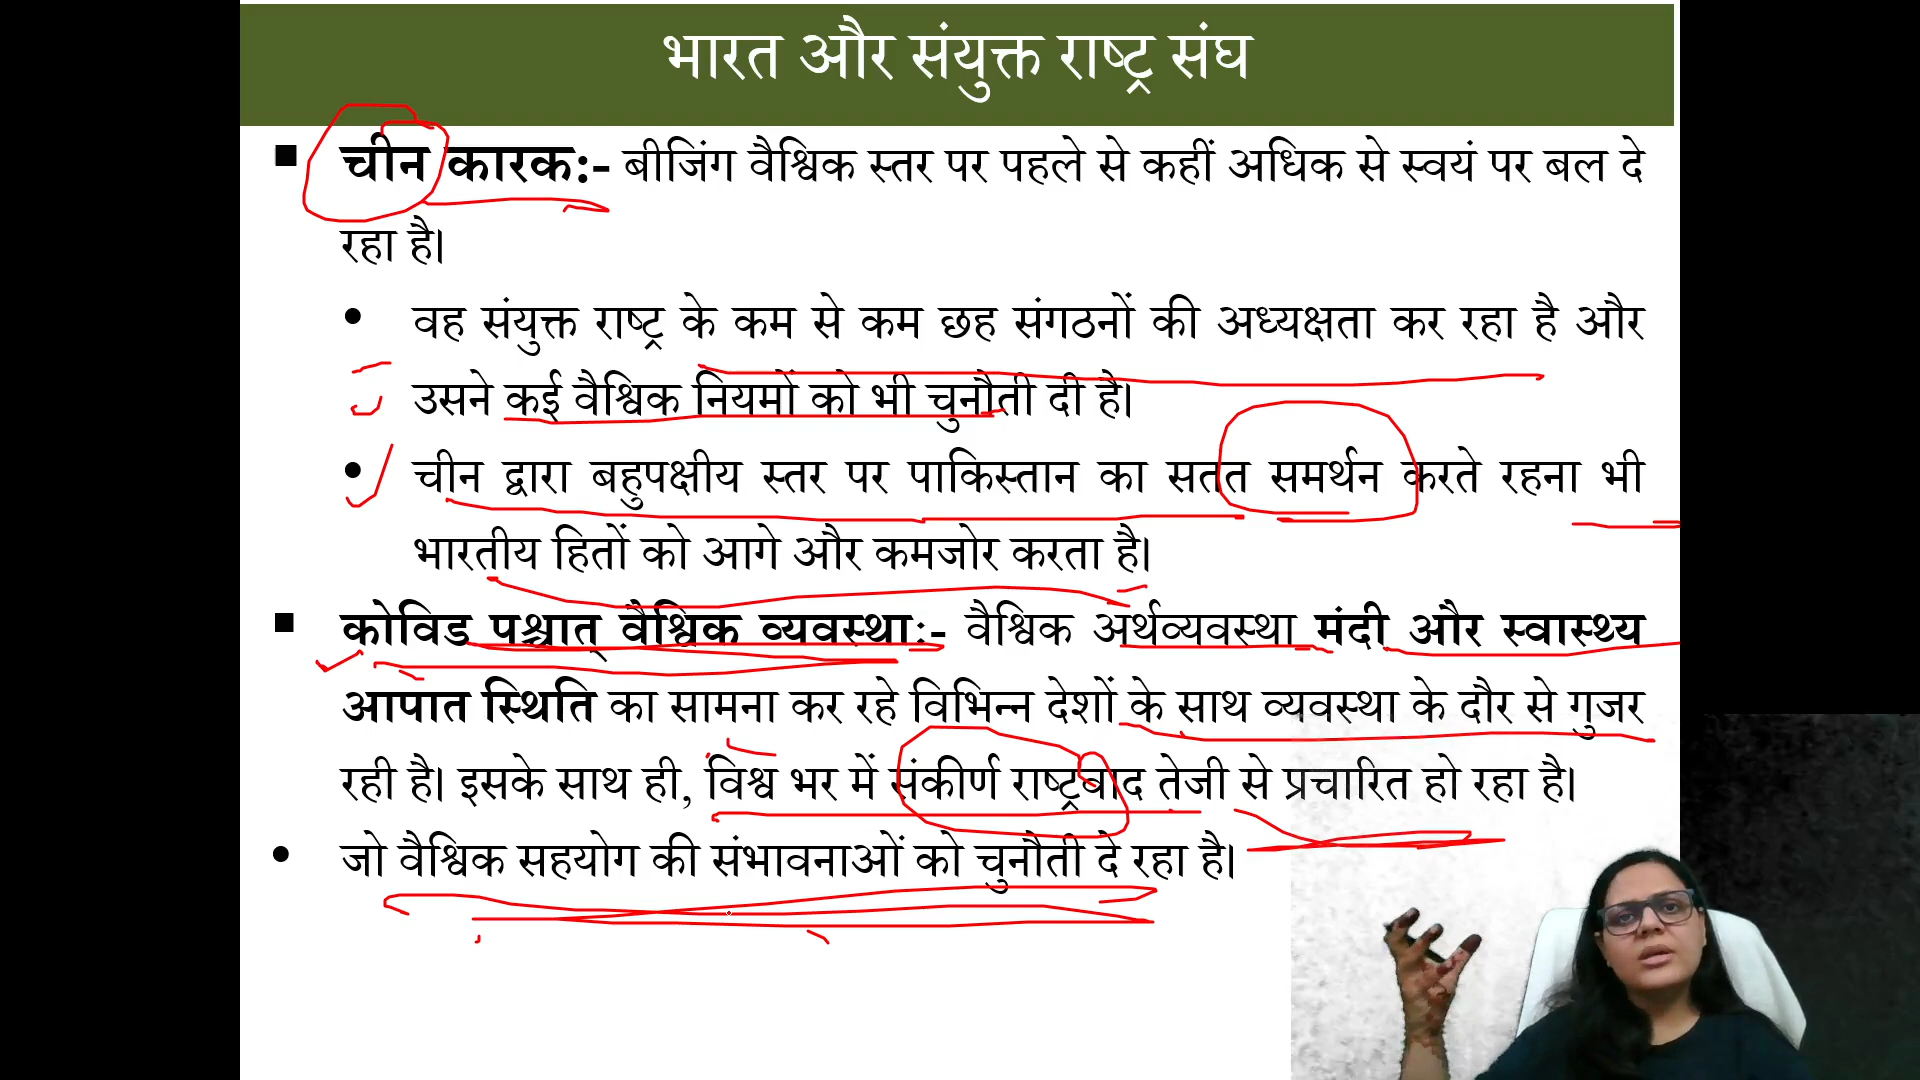 भारत और संयुक्त राष्ट्र संघ
▪ चीन कारक:- बीजिंग वैश्विक स्तर पर पहले से कहीं अधिक से स्वयं पर बल दे
रहा है।
• वह संयुक्त राष्ट्र के कम से कम छह संगठनों की अध्यक्षता कर रहा है और
उसने कई वैश्विक नियमों को भी चुनौती दी है।
• चीन द्वारा बहुपक्षीय स्तर पर पाकिस्तान का सतत समर्थन करते रहना भी
भारतीय हितों को आगे और कमजोर करता है।
▪ कोविड पश्चात् वैश्विक व्यवस्था:- वैश्विक अर्थव्यवस्था मंदी और स्वास्थ्य
आपात स्थिति का सामना कर रहे विभिन्न देशों के साथ व्यवस्था के दौर से गुजर
रही है। इसके साथ ही, विश्व भर में संकीर्ण राष्ट्रवाद तेजी से प्रचारित हो रहा है।
• जो वैश्विक सहयोग की संभावनाओं को चुनौती दे रहा है।